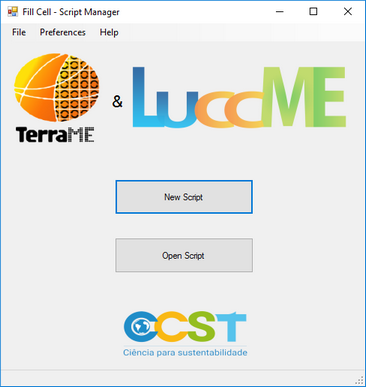 Fill Cell - Script Manager
File Preferences Help
TerraME & LuccME
New Script
Open Script
CCST
Ciência para sustentabilidade